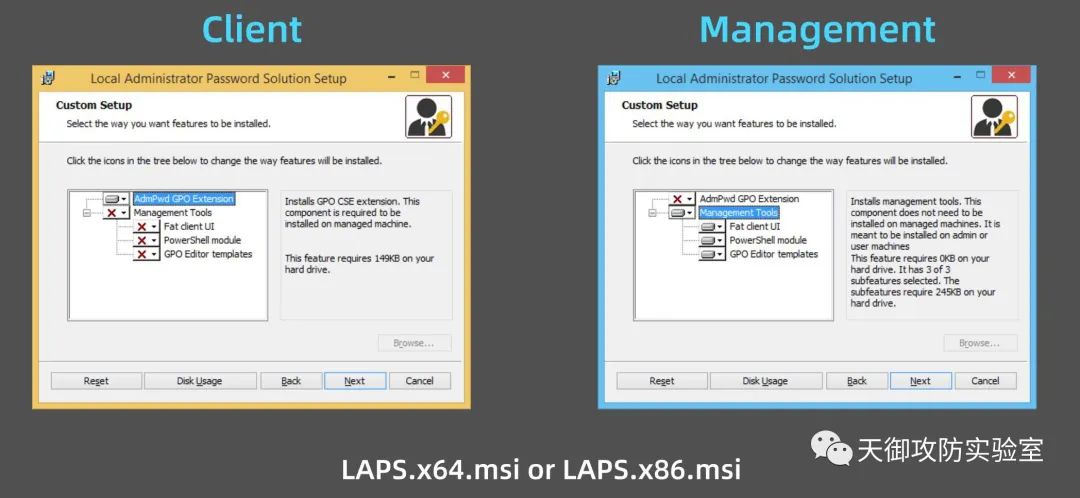 Client
Local Administrator Password Solution Setup
Custom Setup
Select the way you want features to be installed.
Click the icons in the tree below to change the way features will be installed.
AdmPwd GPO Extension
Management Tools
Fat client UI
PowerShell module
GPO Editor templates
Installs GPO CSE extension. This
component is required to be
installed on managed machine.
This feature requires 149KB on your
hard drive.
Browse...
Reset
Disk Usage
Back
Next
Cancel
Management
Local Administrator Password Solution Setup
Custom Setup
Select the way you want features to be installed.
Click the icons in the tree below to change the way features will be installed.
AdmPwd GPO Extension
Management Tools
Fat client UI
PowerShell module
GPO Editor templates
Installs management tools. This
component does not need to be
installed on managed machines. It is
meant to be installed on admin or
user machines
This feature requires 0KB on your
hard drive. It has 3 of 3
subfeatures selected. The
subfeatures require 245KB on your
hard drive.
Browse...
Reset
Disk Usage
Back
Next
Cancel
天御攻防实验室
LAPS.x64.msi or LAPS.x86.msi